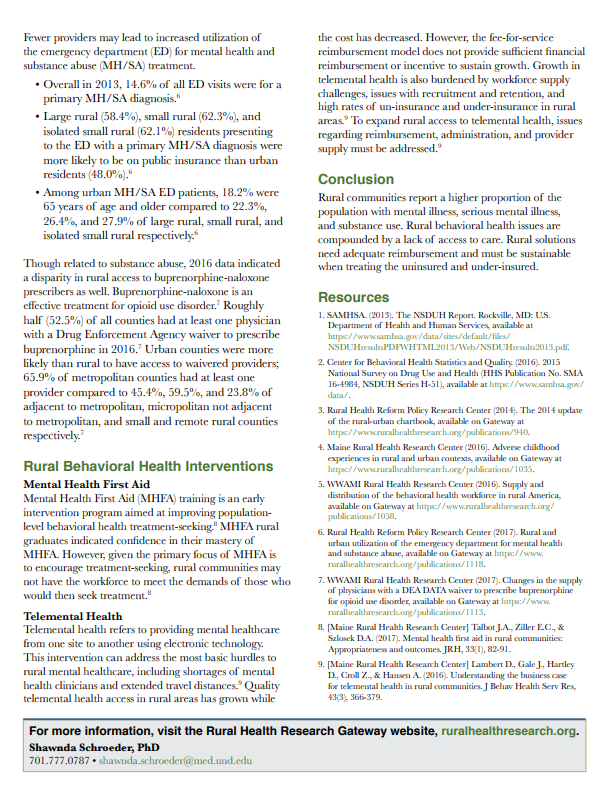 Fewer providers may lead to increased utilization of
the emergency department (ED) for mental health and
substance abuse (MH/SA) treatment.
• Overall in 2013, 14.6% of all ED visits were for a
primary MH/SA diagnosis.6
• Large rural (58.4%), small rural (62.3%), and
isolated small rural (62.1%) residents presenting
to the ED with a primary MH/SA diagnosis were
more likely to be on public insurance than urban
residents (48.0%).6
• Among urban MH/SA ED patients, 18.2% were
65 years of age and older compared to 22.3%,
26.4%, and 27.9% of large rural, small rural, and
isolated small rural respectively.6
Though related to substance abuse, 2016 data indicated
a disparity in rural access to buprenorphine-naloxone
prescribers as well. Buprenorphine-naloxone is an
effective treatment for opioid use disorder.7 Roughly
half (52.5%) of all counties had at least one physician
with a Drug Enforcement Agency waiver to prescribe
buprenorphine in 2016.7 Urban counties were more
likely than rural to have access to waivered providers;
65.9% of metropolitan counties had at least one
provider compared to 45.4%, 59.5%, and 23.8% of
adjacent to metropolitan, micropolitan not adjacent
to metropolitan, and small and remote rural counties
respectively.7
Rural Behavioral Health Interventions
Mental Health First Aid
Mental Health First Aid (MHFA) training is an early
intervention program aimed at improving population-
level behavioral health treatment-seeking.8 MHFA rural
graduates indicated confidence in their mastery of
MHFA. However, given the primary focus of MHFA is
to encourage treatment-seeking, rural communities may
not have the workforce to meet the demands of those who
would then seek treatment.8
Telemental Health
Telemental health refers to providing mental healthcare
from one site to another using electronic technology.
This intervention can address the most basic hurdles to
rural mental healthcare, including shortages of mental
health clinicians and extended travel distances.9 Quality
telemental health access in rural areas has grown while
the cost has decreased. However, the fee-for-service
reimbursement model does not provide sufficient financial
reimbursement or incentive to sustain growth. Growth in
telemental health is also burdened by workforce supply
challenges, issues with recruitment and retention, and
high rates of un-insurance and under-insurance in rural
areas.9 To expand rural access to telemental health, issues
regarding reimbursement, administration, and provider
supply must be addressed.9
Conclusion
Rural communities report a higher proportion of the
population with mental illness, serious mental illness,
and substance use. Rural behavioral health issues are
compounded by a lack of access to care. Rural solutions
need adequate reimbursement and must be sustainable
when treating the uninsured and under-insured.
Resources
1. SAMHSA. (2013). The NSDUH Report. Rockville, MD: U.S.
Department of Health and Human Services, available at
https://www.samhsa.gov/data/sites/default/files/
NSDUHresultsPDFWHTML2013/Web/NSDUHresults2013.pdf.
2. Center for Behavioral Health Statistics and Quality. (2016). 2015
National Survey on Drug Use and Health (HHS Publication No. SMA
16-4984, NSDUH Series H-51), available at https://www.samhsa.gov/
data/.
3. Rural Health Reform Policy Research Center (2014). The 2014 update
of the rural-urban chartbook, available on Gateway at
https://www.ruralhealthresearch.org/publications/940.
4. Maine Rural Health Research Center (2016). Adverse childhood
experiences in rural and urban contexts, available on Gateway at
https://www.ruralhealthresearch.org/publications/1035.
5. WWAMI Rural Health Research Center (2016). Supply and
distribution of the behavioral health workforce in rural America,
available on Gateway at https://www.ruralhealthresearch.org/
publications/1058.
6. Rural Health Reform Policy Research Center (2017). Rural and
urban utilization of the emergency department for mental health
and substance abuse, available on Gateway at https://www.
ruralhealthresearch.org/publications/1118.
7. WWAMI Rural Health Research Center (2017). Changes in the supply
of physicians with a DEA DATA waiver to prescribe buprenorphine
for opioid use disorder, available on Gateway at https://www.
ruralhealthresearch.org/publications/1113.
8. [Maine Rural Health Research Center] Talbot J.A., Ziller E.C., &
Szlosek D.A. (2017). Mental health first aid in rural communities:
Appropriateness and outcomes. JRH, 33(1), 82-91.
9. [Maine Rural Health Research Center] Lambert D., Gale J., Hartley
D., Croll Z., & Hansen A. (2016). Understanding the business case
for telemental health in rural communities. J Behav Health Serv Res,
43(3), 366-379.
For more information, visit the Rural Health Research Gateway website, ruralhealthresearch.org.
Shawnda Schroeder, PhD
701.777.0787 • shawnda.schroeder@med.und.edu